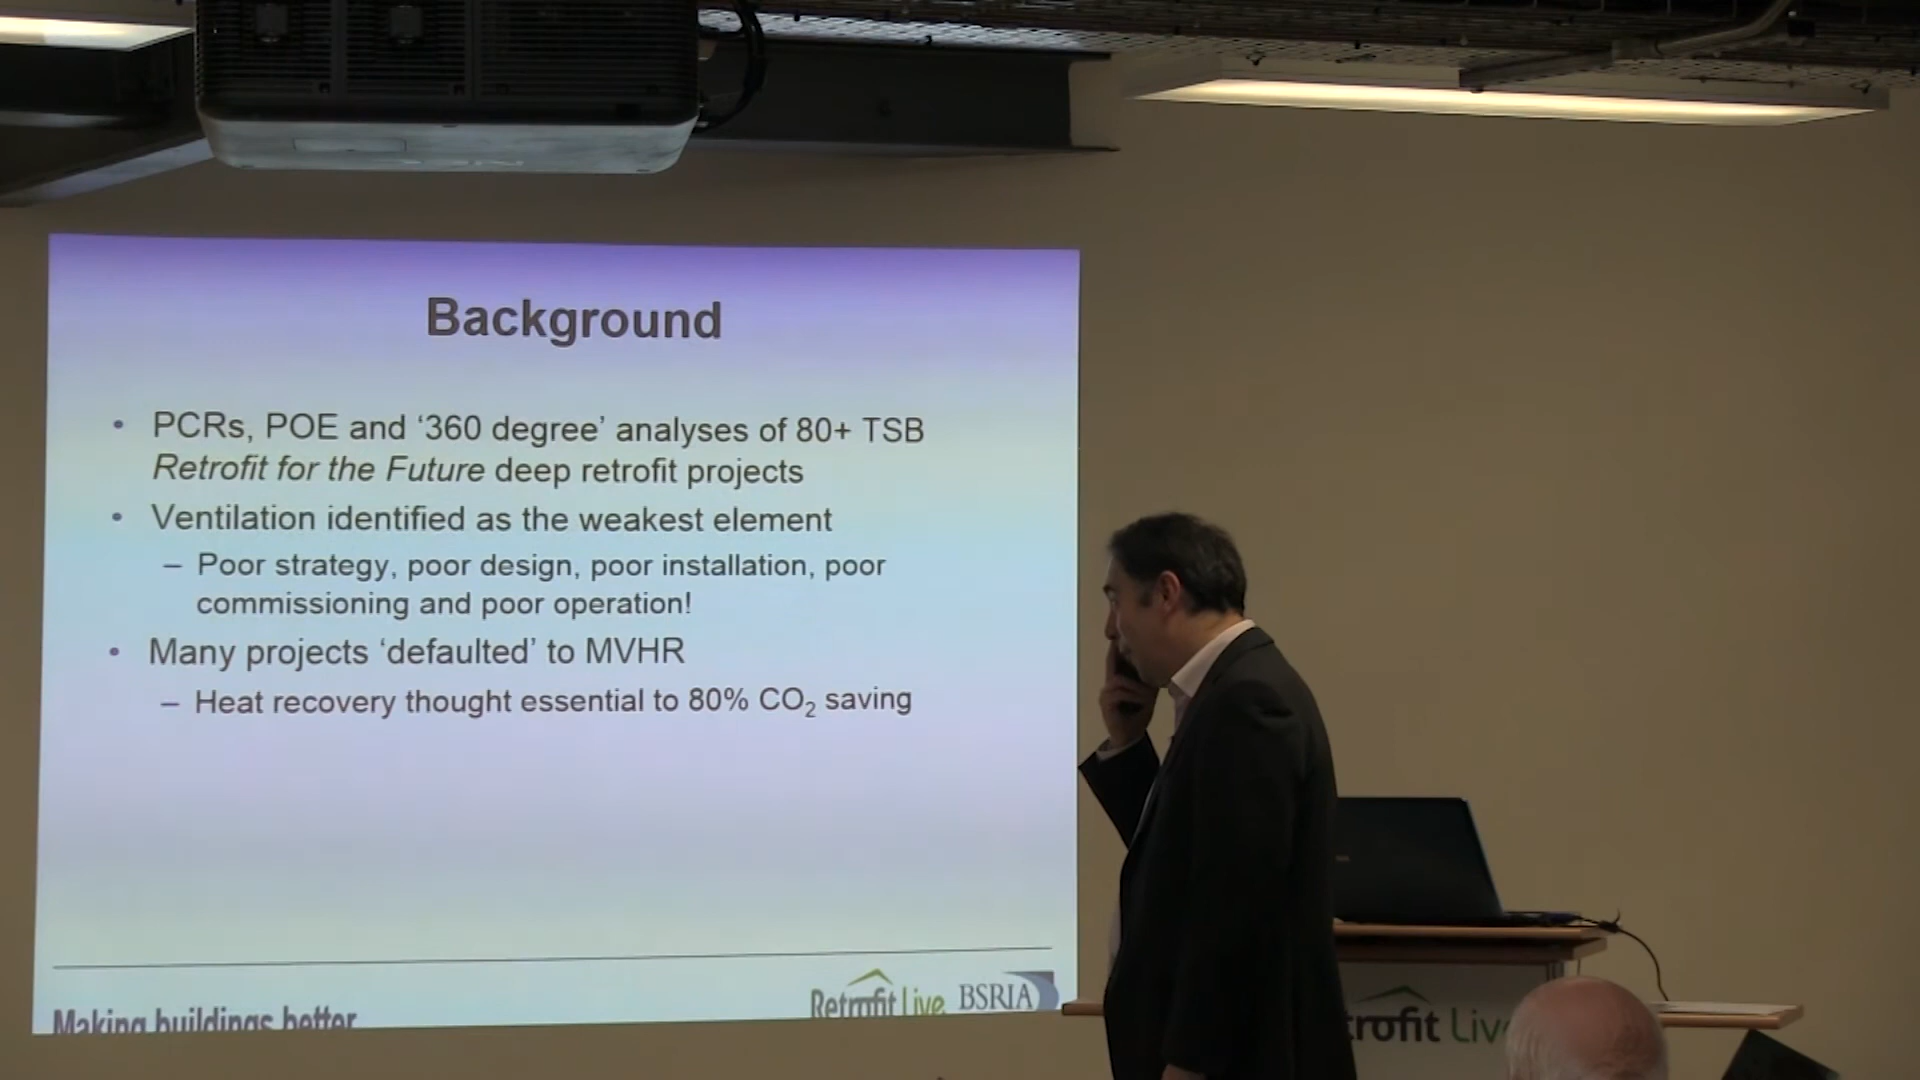 Background
• PCRs, POE and ‘360 degree’ analyses of 80+ TSB
Retrofit for the Future deep retrofit projects
• Ventilation identified as the weakest element
– Poor strategy, poor design, poor installation, poor
commissioning and poor operation!
• Many projects ‘defaulted’ to MVHR
– Heat recovery thought essential to 80% CO₂ saving
Making buildings better
Retrofit Live BSRIA
trofit Live
NEC